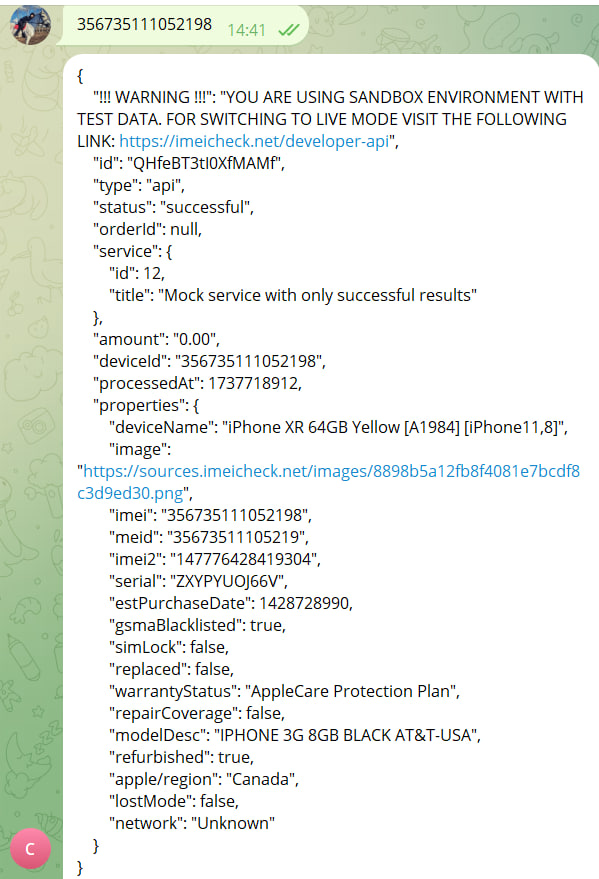 356735111052198 14:41
{
"!!! WARNING !!!": "YOU ARE USING SANDBOX ENVIRONMENT WITH
TEST DATA. FOR SWITCHING TO LIVE MODE VISIT THE FOLLOWING
LINK: https://imeicheck.net/developer-api",
"id": "QHfeBT3tI0XfMAMf",
"type": "api",
"status": "successful",
"orderId": null,
"service": {
"id": 12,
"title": "Mock service with only successful results"
},
"amount": "0.00",
"deviceId": "356735111052198",
"processedAt": 1737718912,
"properties": {
"deviceName": "iPhone XR 64GB Yellow [A1984] [iPhone11,8]",
"image":
"https://sources.imeicheck.net/images/8898b5a12fb8f4081e7bcdf8
c3d9ed30.png",
"imei": "356735111052198",
"meid": "35673511105219",
"imei2": "147776428419304",
"serial": "ZXYPYUOJ66V",
"estPurchaseDate": 1428728990,
"gsmaBlacklisted": true,
"simLock": false,
"replaced": false,
"warrantyStatus": "AppleCare Protection Plan",
"repairCoverage": false,
"modelDesc": "IPHONE 3G 8GB BLACK AT&T-USA",
"refurbished": true,
"apple/region": "Canada",
"lostMode": false,
"network": "Unknown"
}
}
C